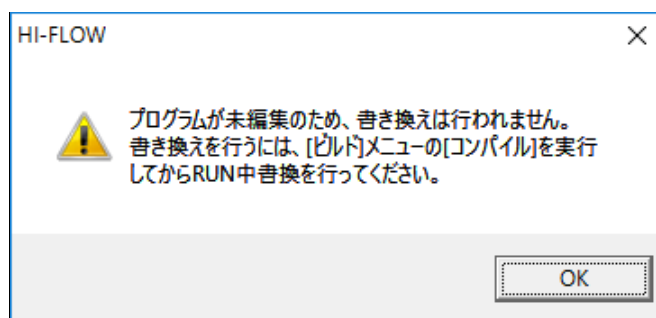 HI-FLOW
プログラムが未編集のため、書き換えは行われません。
書き換えを行うには、[ビルド]メニューの[コンパイル]を実行
してからRUN中書換を行ってください。
OK